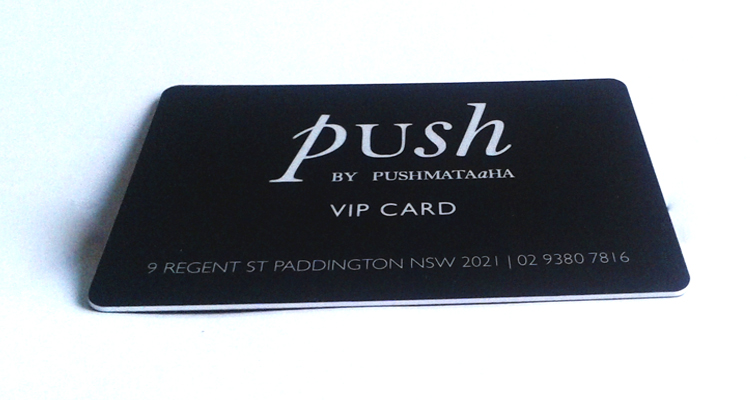 push
BY PUSHMATAaHA
VIP CARD
9 REGENT ST PADDINGTON NSW 2021 | 02 9380 7816